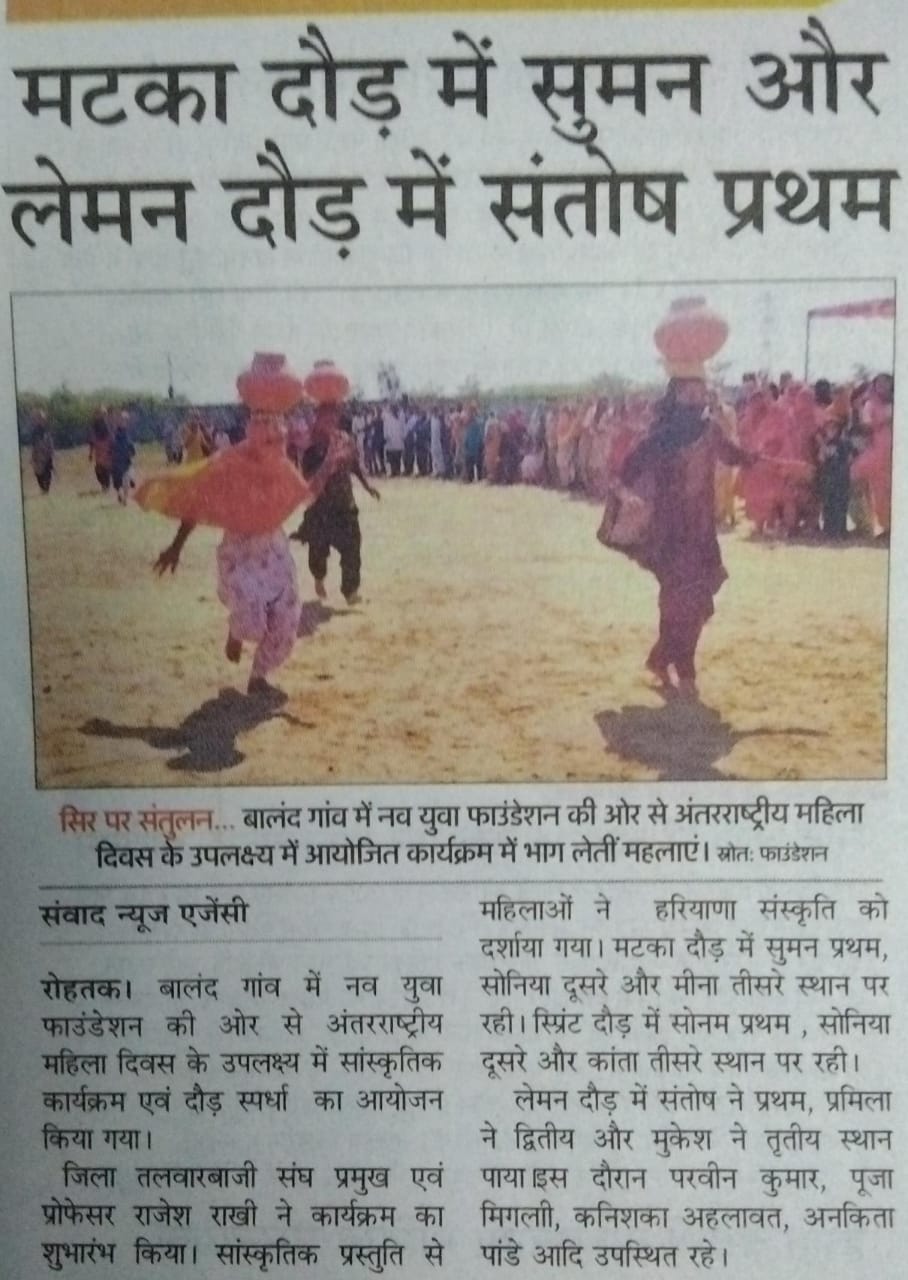 मटका दौड़ में सुमन और
लेमन दौड़ में संतोष प्रथम
सिर पर संतुलन... बालंद गांव में नव युवा फाउंडेशन की ओर से अंतरराष्ट्रीय महिला
दिवस के उपलक्ष्य में आयोजित कार्यक्रम में भाग लेतीं महलाएं। स्रोत: फाउंडेशन
संवाद न्यूज एजेंसी
रोहतक। बालंद गांव में नव युवा
फाउंडेशन की ओर से अंतरराष्ट्रीय
महिला दिवस के उपलक्ष्य में सांस्कृतिक
कार्यक्रम एवं दौड़ स्पर्धा का आयोजन
किया गया।
जिला तलवारबाजी संघ प्रमुख एवं
प्रोफेसर राजेश राखी ने कार्यक्रम का
शुभारंभ किया। सांस्कृतिक प्रस्तुति से
महिलाओं ने हरियाणा संस्कृति को
दर्शाया गया। मटका दौड़ में सुमन प्रथम,
सोनिया दूसरे और मीना तीसरे स्थान पर
रही। स्प्रिंट दौड़ में सोनम प्रथम , सोनिया
दूसरे और कांता तीसरे स्थान पर रही।
लेमन दौड़ में संतोष ने प्रथम, प्रमिला
ने द्वितीय और मुकेश ने तृतीय स्थान
पाया।इस दौरान परवीन कुमार, पूजा
मिगलाी, कनिशका अहलावत, अनकिता
पांडे आदि उपस्थित रहे।